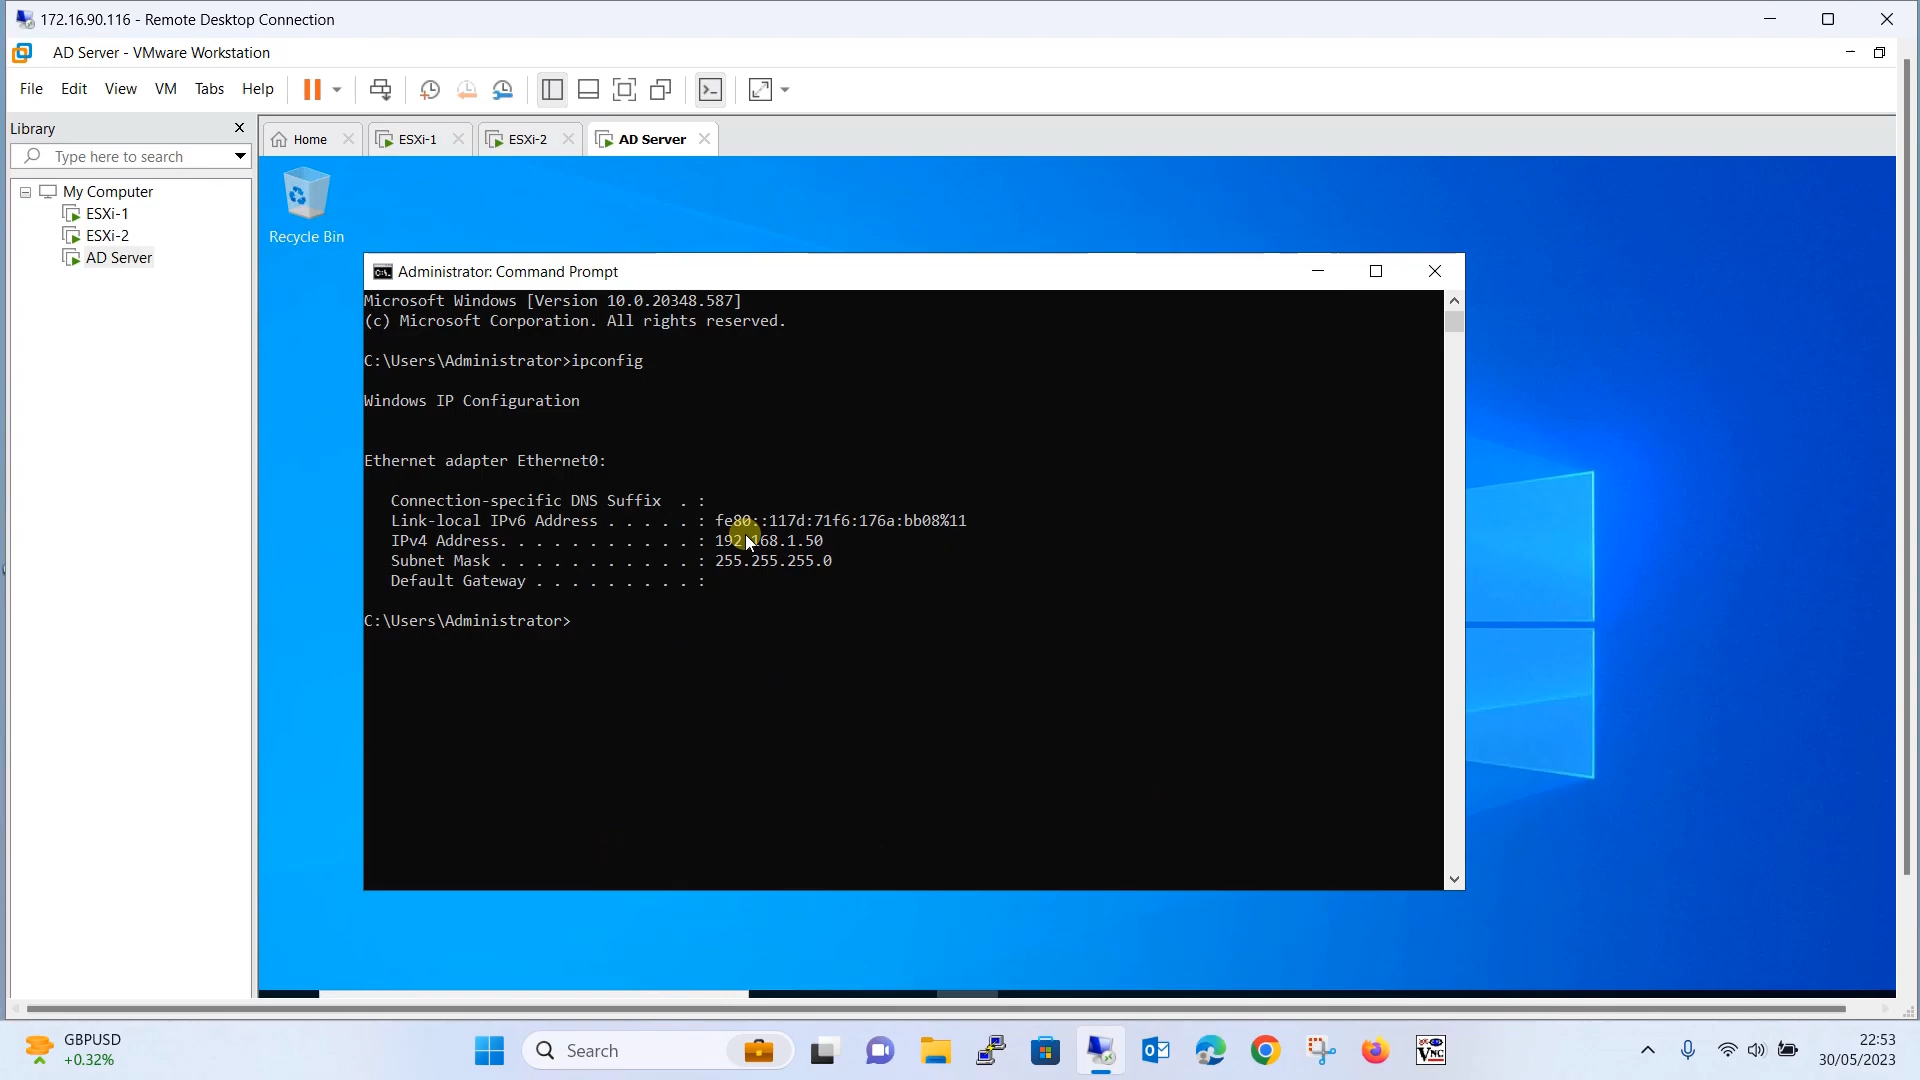 172.16.90.116 - Remote Desktop Connection
AD Server - VMware Workstation
File Edit View VM Tabs Help
Library
Home ESXi-1 ESXi-2 AD Server
Type here to search
My Computer
ESXi-1
ESXi-2
AD Server
Recycle Bin
Administrator: Command Prompt
Microsoft Windows [Version 10.0.20348.587]
(c) Microsoft Corporation. All rights reserved.
C:\Users\Administrator>ipconfig
Windows IP Configuration
Ethernet adapter Ethernet0:
Connection-specific DNS Suffix . :
Link-local IPv6 Address . . . . . : fe80::117d:71f6:176a:bb08%11
IPv4 Address. . . . . . . . . . . : 192.168.1.50
Subnet Mask . . . . . . . . . . . : 255.255.255.0
Default Gateway . . . . . . . . . :
C:\Users\Administrator>
GBPUSD
+0.32%
Search
VNC
22:53
30/05/2023